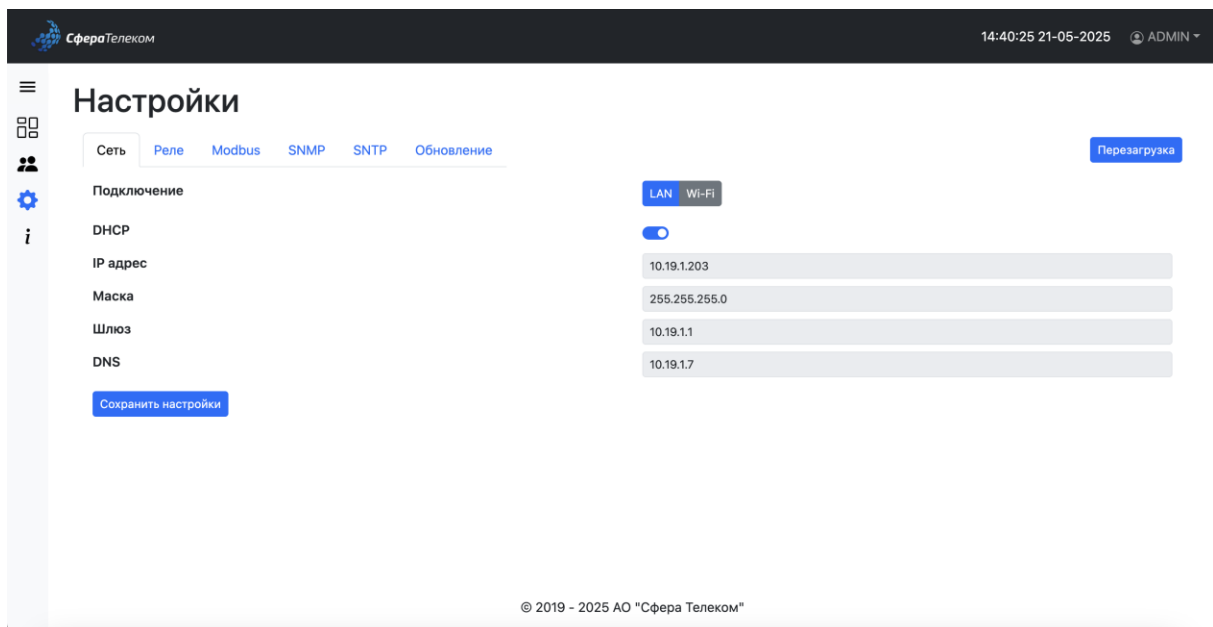 СфераТелеком
14:40:25 21-05-2025 ADMIN
Настройки
Сеть Реле Modbus SNMP SNTP Обновление Перезагрузка
Подключение LAN Wi-Fi
DHCP
IP адрес 10.19.1.203
Маска 255.255.255.0
Шлюз 10.19.1.1
DNS 10.19.1.7
Сохранить настройки
© 2019 - 2025 АО "Сфера Телеком"